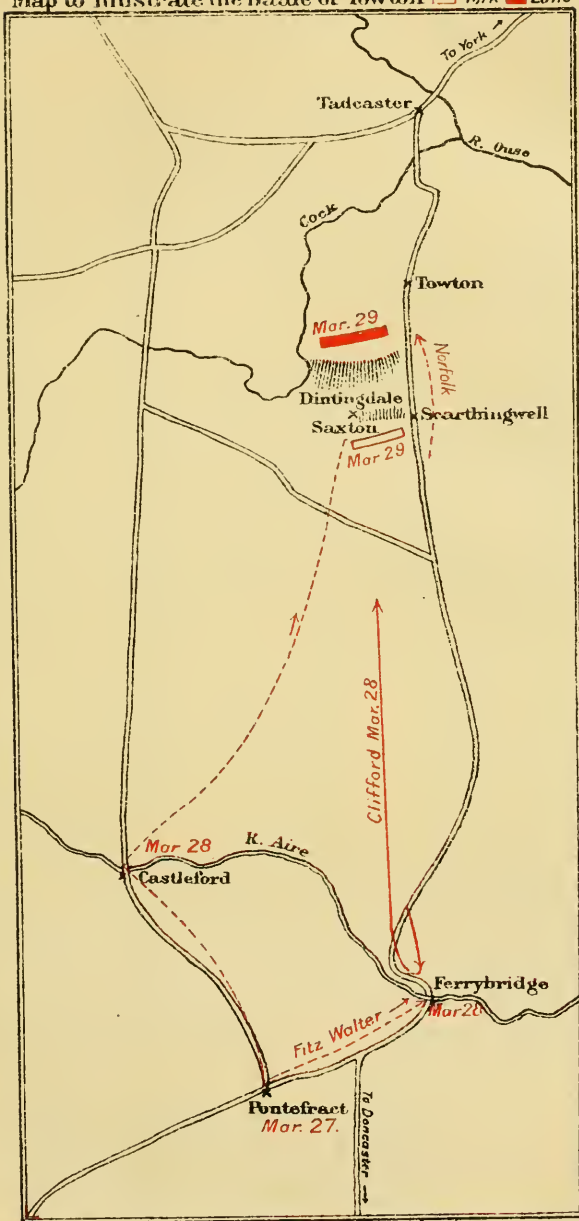 Map to illustrate the Battle of Towton York Lanc
To York →
Tadcaster
R. Ouse
Cock
Towton
Mar. 29
Norfolk
Dintingdale
Scarthingwell
Saxton
Mar 29
Clifford Mar. 28
Mar 28
R. Aire
Castleford
Ferrybridge
Mar 28
Fitz Walter →
Pontefract
Mar. 27.
To Doncaster →